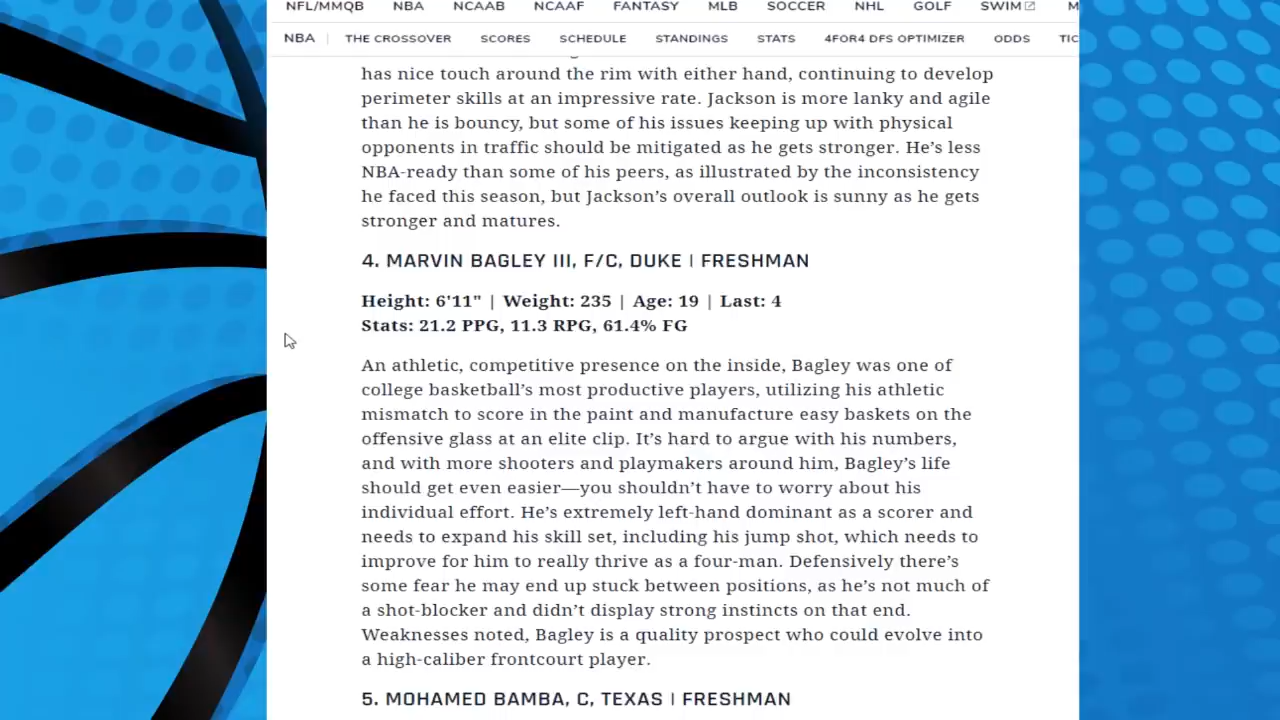 NFL/MMQB NBA NCAAB NCAAF FANTASY MLB SOCCER NHL GOLF SWIM M
NBA THE CROSSOVER SCORES SCHEDULE STANDINGS STATS 4FOR4 DFS OPTIMIZER ODDS TIC
has nice touch around the rim with either hand, continuing to develop
perimeter skills at an impressive rate. Jackson is more lanky and agile
than he is bouncy, but some of his issues keeping up with physical
opponents in traffic should be mitigated as he gets stronger. He’s less
NBA-ready than some of his peers, as illustrated by the inconsistency
he faced this season, but Jackson’s overall outlook is sunny as he gets
stronger and matures.
4. MARVIN BAGLEY III, F/C, DUKE | FRESHMAN
Height: 6'11" | Weight: 235 | Age: 19 | Last: 4
Stats: 21.2 PPG, 11.3 RPG, 61.4% FG
An athletic, competitive presence on the inside, Bagley was one of
college basketball’s most productive players, utilizing his athletic
mismatch to score in the paint and manufacture easy baskets on the
offensive glass at an elite clip. It’s hard to argue with his numbers,
and with more shooters and playmakers around him, Bagley’s life
should get even easier—you shouldn’t have to worry about his
individual effort. He’s extremely left-hand dominant as a scorer and
needs to expand his skill set, including his jump shot, which needs to
improve for him to really thrive as a four-man. Defensively there’s
some fear he may end up stuck between positions, as he’s not much of
a shot-blocker and didn’t display strong instincts on that end.
Weaknesses noted, Bagley is a quality prospect who could evolve into
a high-caliber frontcourt player.
5. MOHAMED BAMBA, C, TEXAS | FRESHMAN